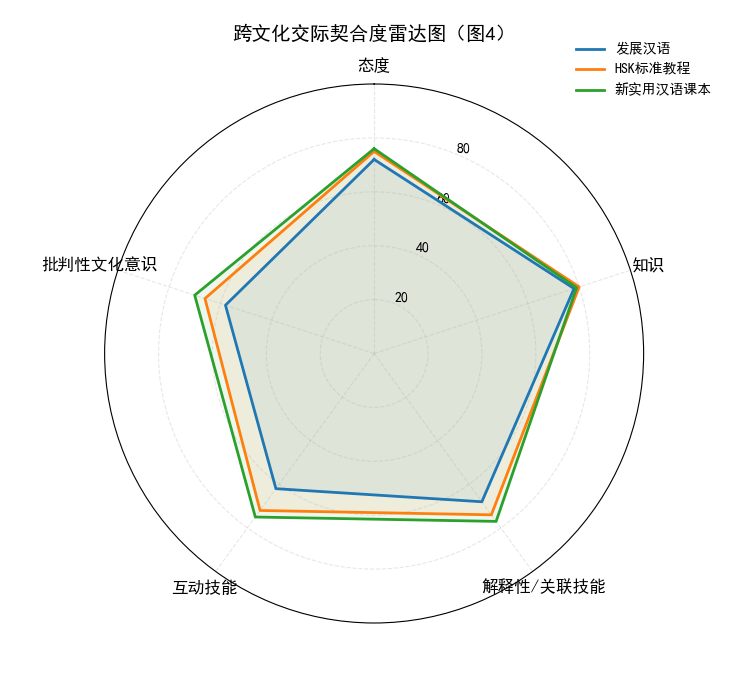 跨文化交际契合度雷达图（图4）
发展汉语
HSK标准教程
新实用汉语课本
态度
80
60
40
20
知识
批判性文化意识
互动技能
解释性/关联技能